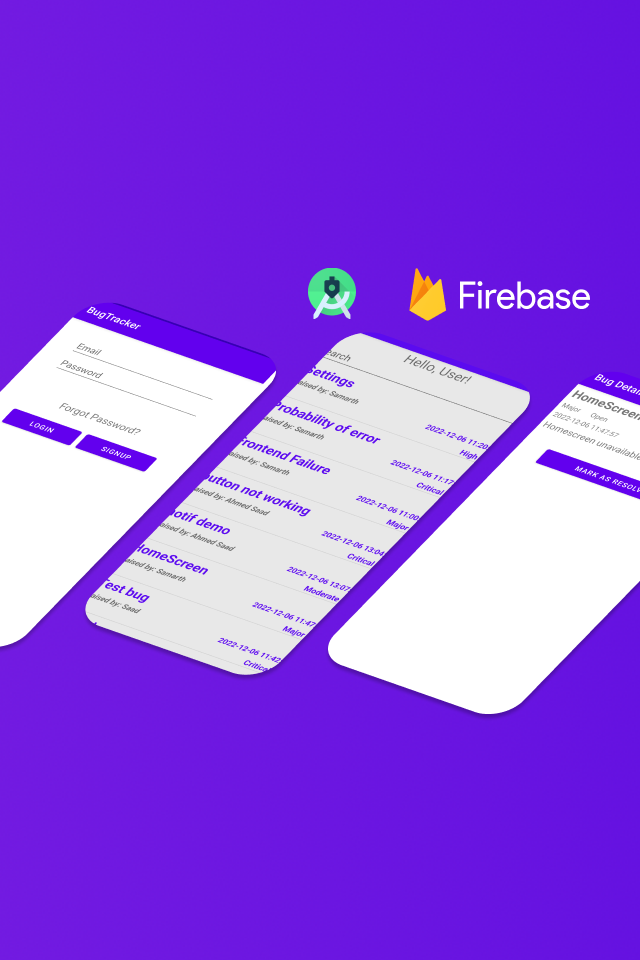 Firebase
BugTracker
Email
Password
Forgot Password?
LOGIN
SIGNUP
Hello, User!
Settings
Raised by: Samarth
2022-12-06 11:20
High
Probability of error
Raised by: Samarth
2022-12-06 11:17
Critical
Frontend Failure
Raised by: Samarth
2022-12-06 11:00
Major
Button not working
Raised by: Ahmed Saad
2022-12-06 13:04
Critical
notif demo
Raised by: Ahmed Saad
2022-12-06 13:07
Moderate
HomeScreen
Raised by: Samarth
2022-12-06 11:47
Major
Test bug
Raised by: Saad
2022-12-06 11:42
Critical
Bug Detai
HomeScreen
Major Open
2022-12-06 11:47:57
Homescreen unavailable
MARK AS RESOLV